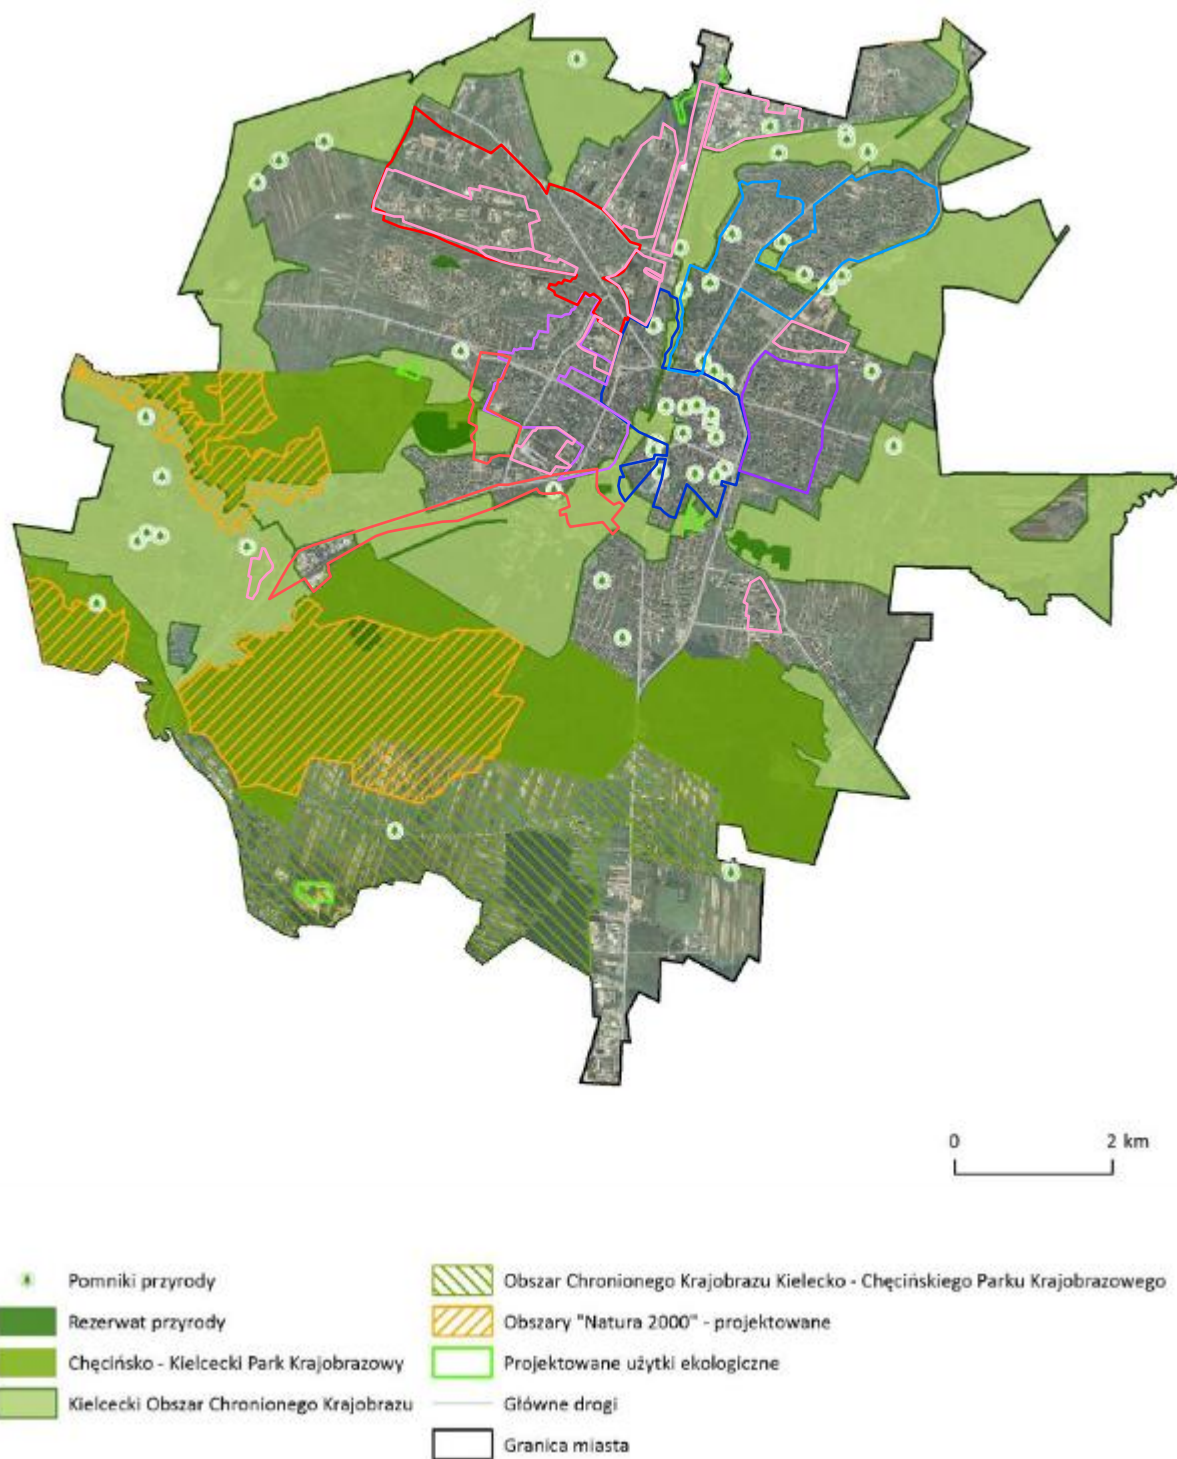 0 2 km
Pomniki przyrody
Rezerwat przyrody
Chęcińsko - Kielcecki Park Krajobrazowy
Kielcecki Obszar Chronionego Krajobrazu
Obszar Chronionego Krajobrazu Kielecko - Chęcińskiego Parku Krajobrazowego
Obszary "Natura 2000" - projektowane
Projektowane użytki ekologiczne
Główne drogi
Granica miasta